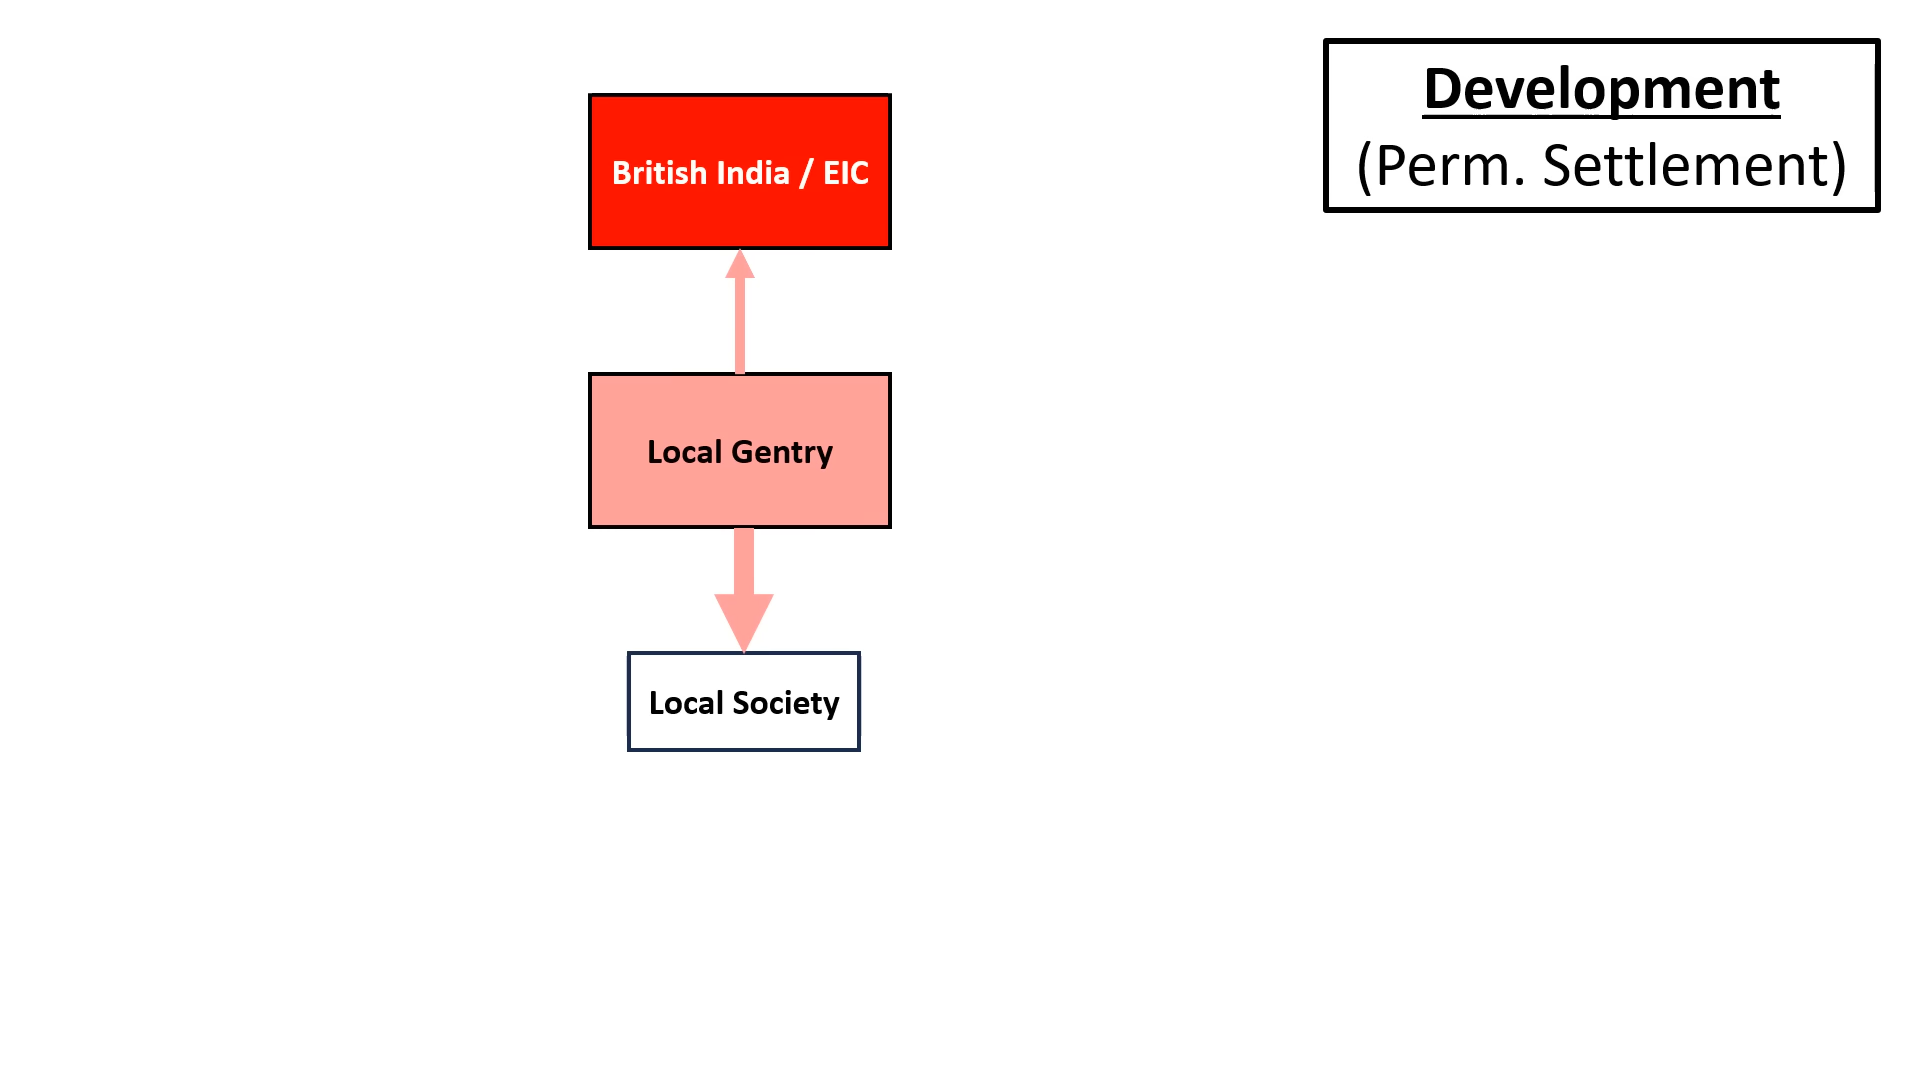 Development
(Perm. Settlement)
British India / EIC
Local Gentry
Local Society